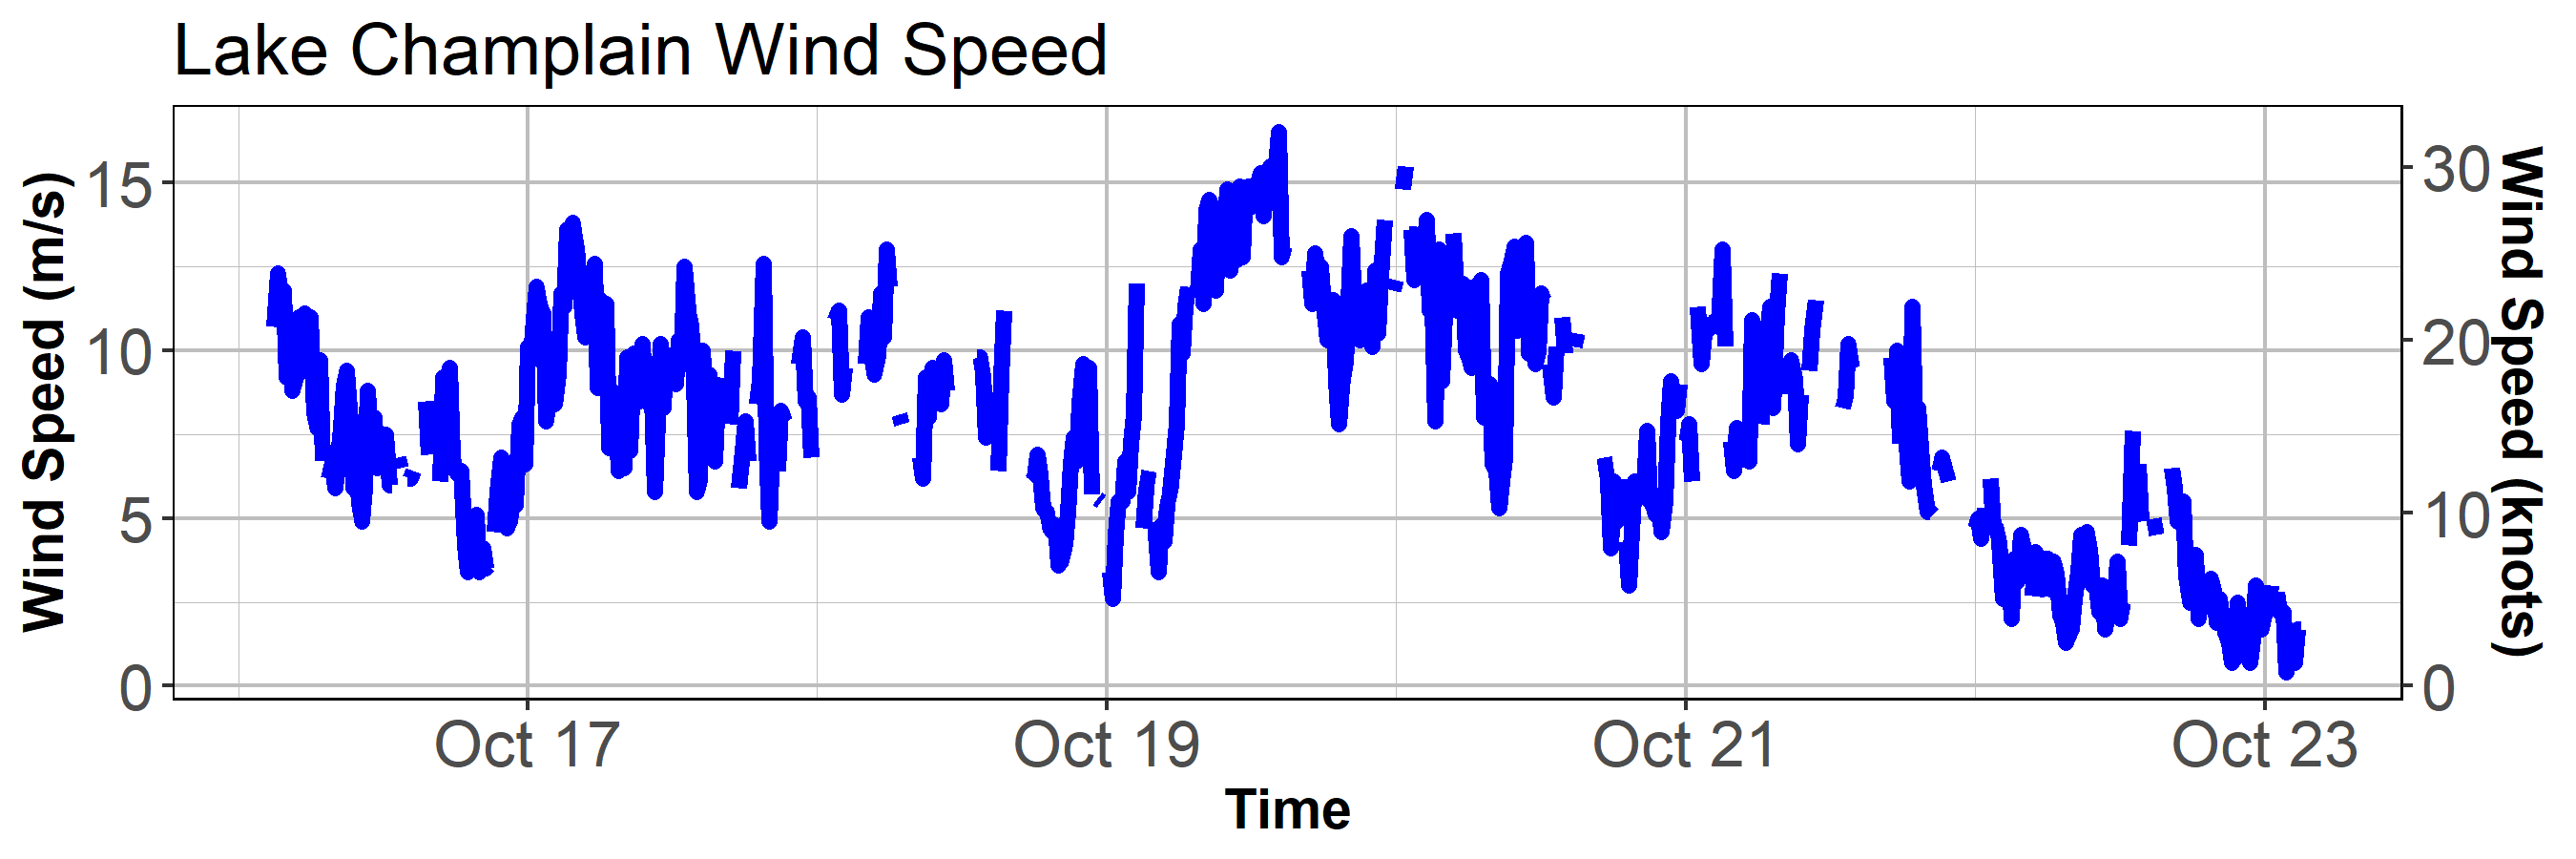 Lake Champlain Wind Speed
Wind Speed (m/s)
15
10
5
0
30
20
10
0
Wind Speed (knots)
Oct 17
Oct 19
Oct 21
Oct 23
Time